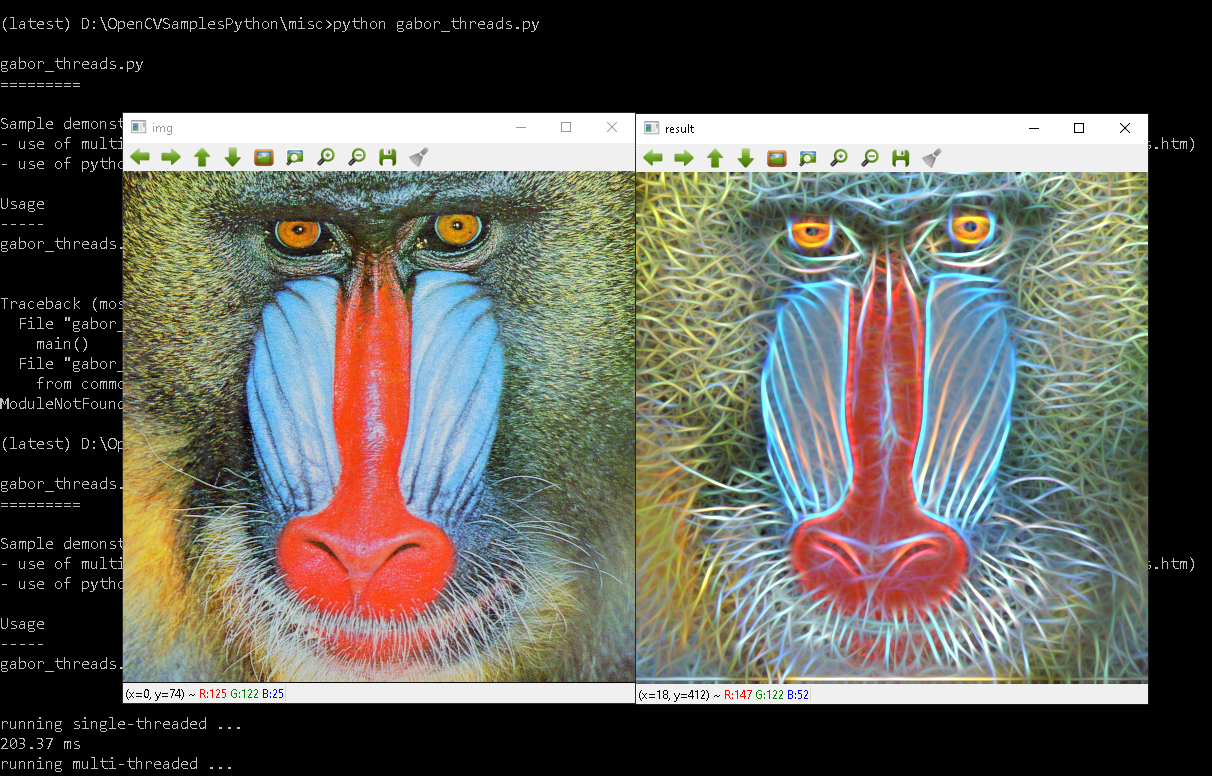 (latest) D:\OpenCVSamplesPython\misc>python gabor_threads.py
gabor_threads.py
=========
Sample demonst
- use of multi s.htm)
- use of pytho
Usage
-----
gabor_threads.
Traceback (mos
File "gabor_
main()
File "gabor_
from commo
ModuleNotFound
(latest) D:\Op
gabor_threads.
=========
Sample demonst
- use of multi s.htm)
- use of pytho
Usage
-----
gabor_threads.
running single-threaded ...
203.37 ms
running multi-threaded ...
img
(x=0, y=74) ~ R:125 G:122 B:25
result
(x=18, y=412) ~ R:147 G:122 B:52